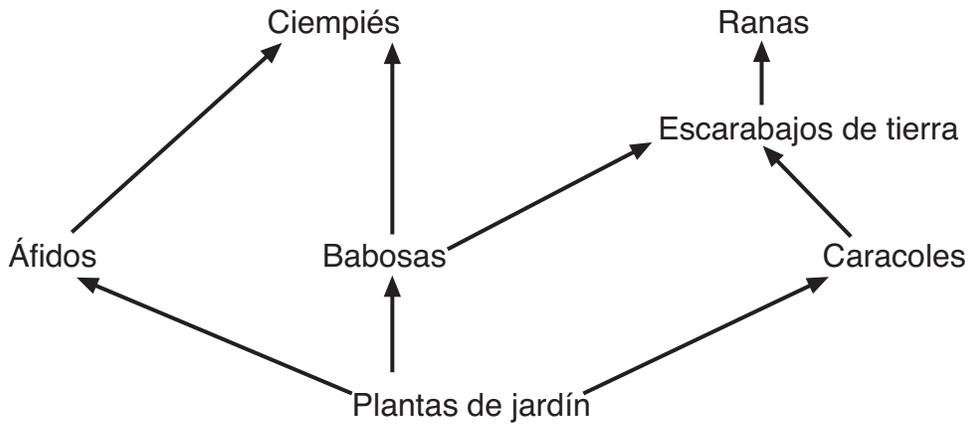 Ciempiés
Ranas
Escarabajos de tierra
Áfidos
Babosas
Caracoles
Plantas de jardín